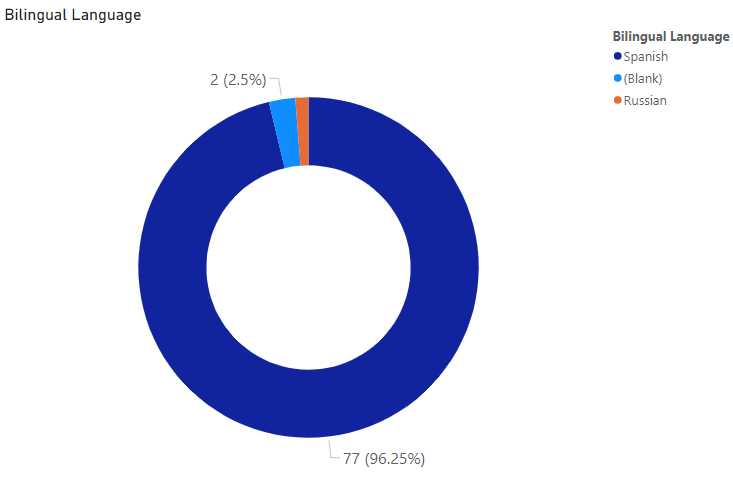 Bilingual Language
Bilingual Language
Spanish
(Blank)
Russian
2 (2.5%)
77 (96.25%)